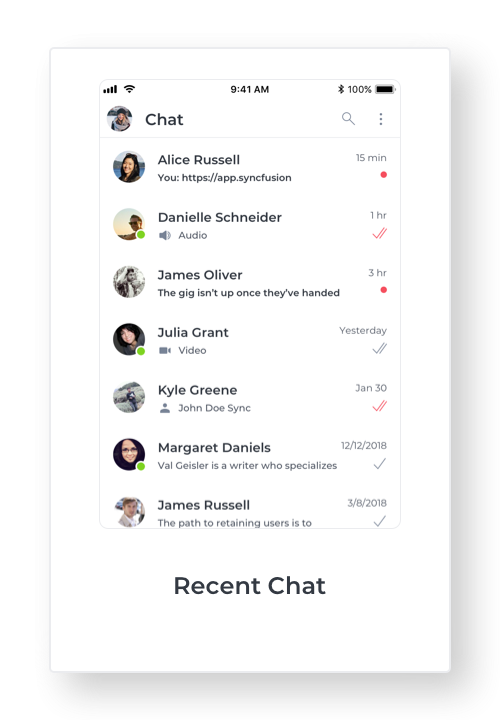 9:41 AM 100%
Chat
Alice Russell 15 min
You: https://app.syncfusion
Danielle Schneider 1 hr
Audio
James Oliver 3 hr
The gig isn't up once they've handed
Julia Grant Yesterday
Video
Kyle Greene Jan 30
John Doe Sync
Margaret Daniels 12/12/2018
Val Geisler is a writer who specializes
James Russell 3/8/2018
The path to retaining users is to
Recent Chat